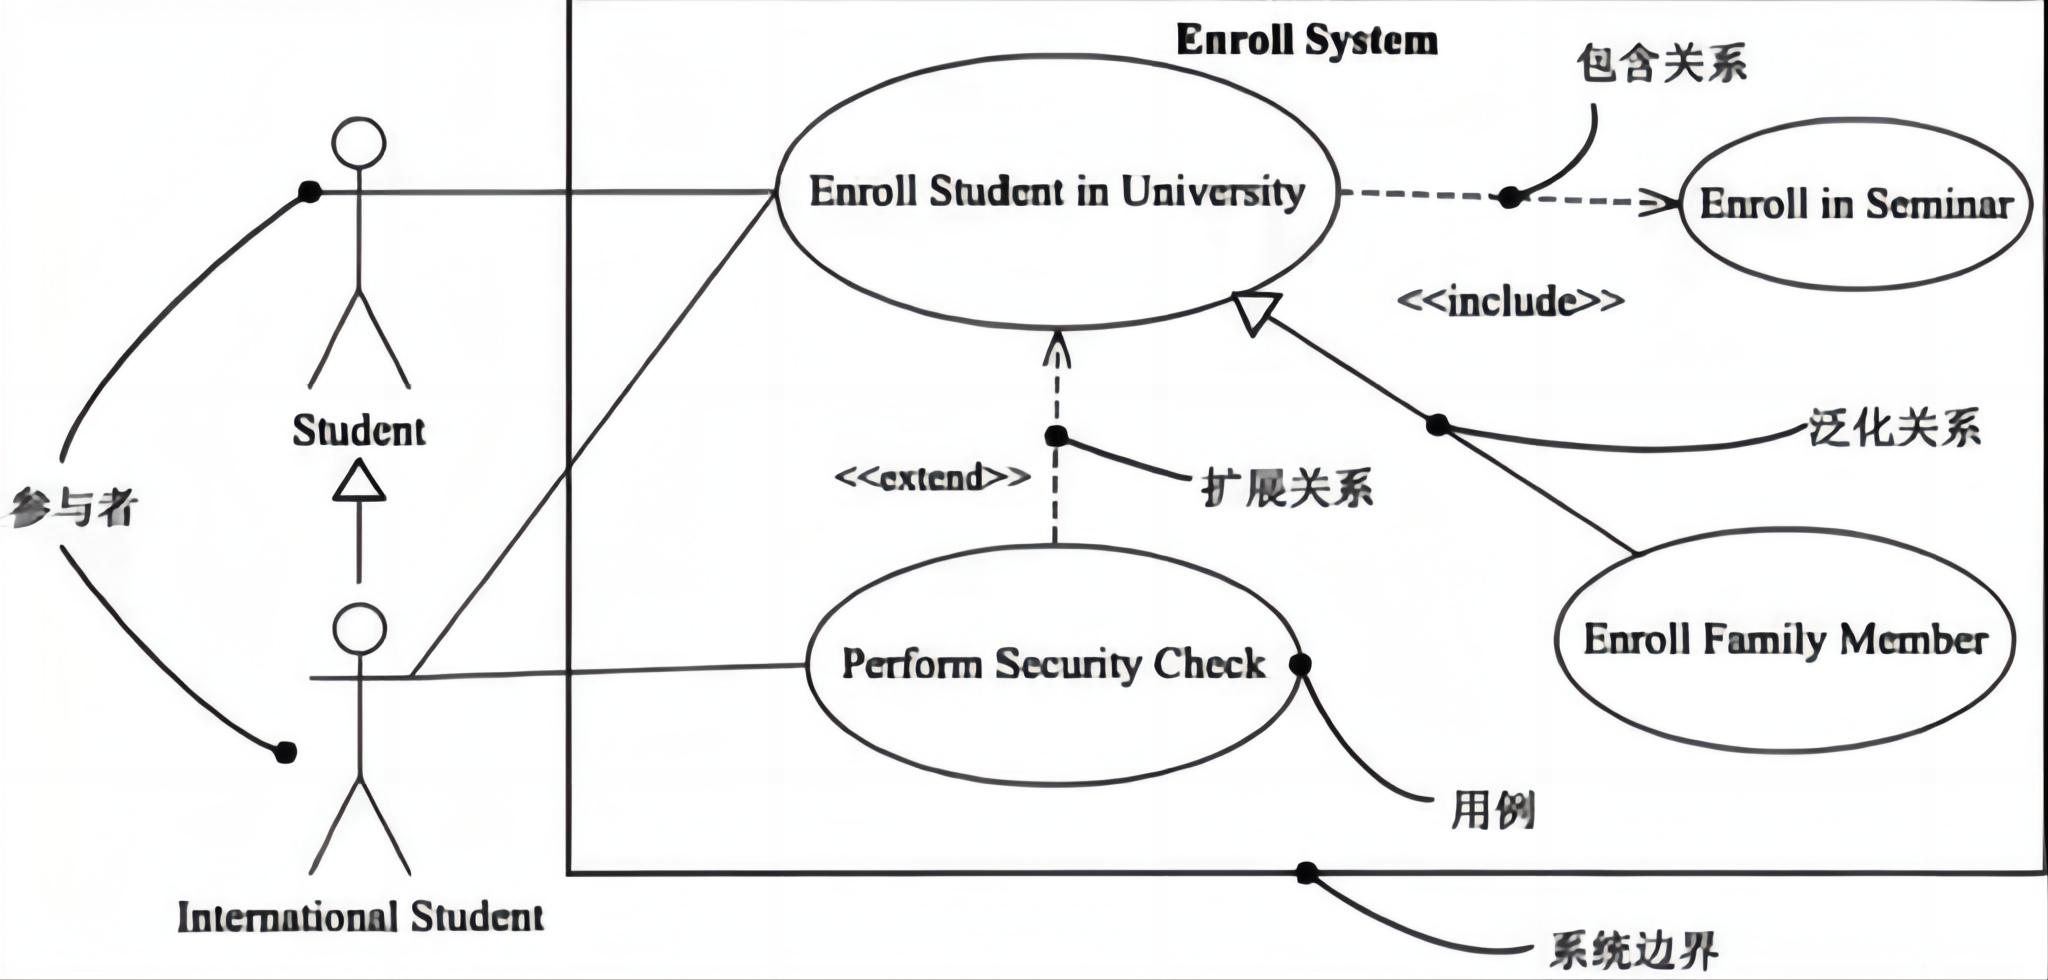 Enroll System
包含关系
Enroll Student in University
Enroll in Seminar
<<include>>
Student
泛化关系
<<extend>>
扩展关系
参与者
Enroll Family Member
Perform Security Check
用例
International Student
系统边界